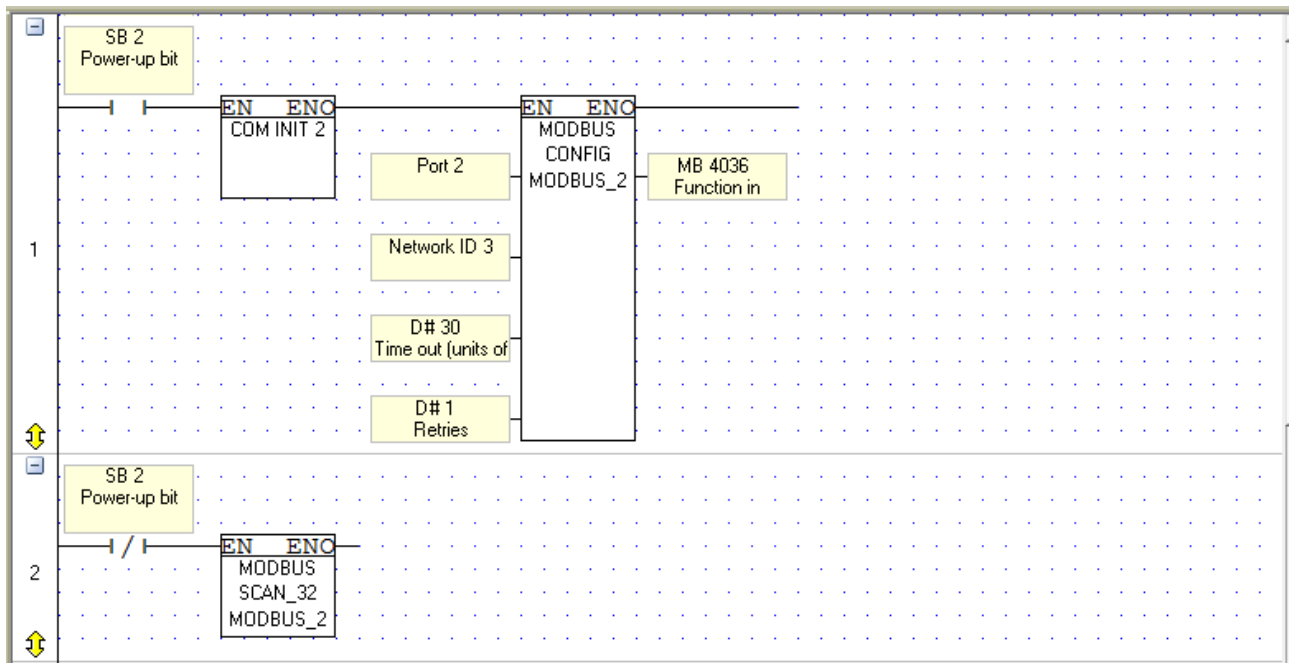 SB 2
Power-up bit
EN ENO
COM INIT 2
EN ENO
MODBUS
CONFIG
MODBUS_2
Port 2
MB 4036
Function in
Network ID 3
D# 30
Time out (units of
D# 1
Retries
1
SB 2
Power-up bit
EN ENO
MODBUS
SCAN_32
MODBUS_2
2